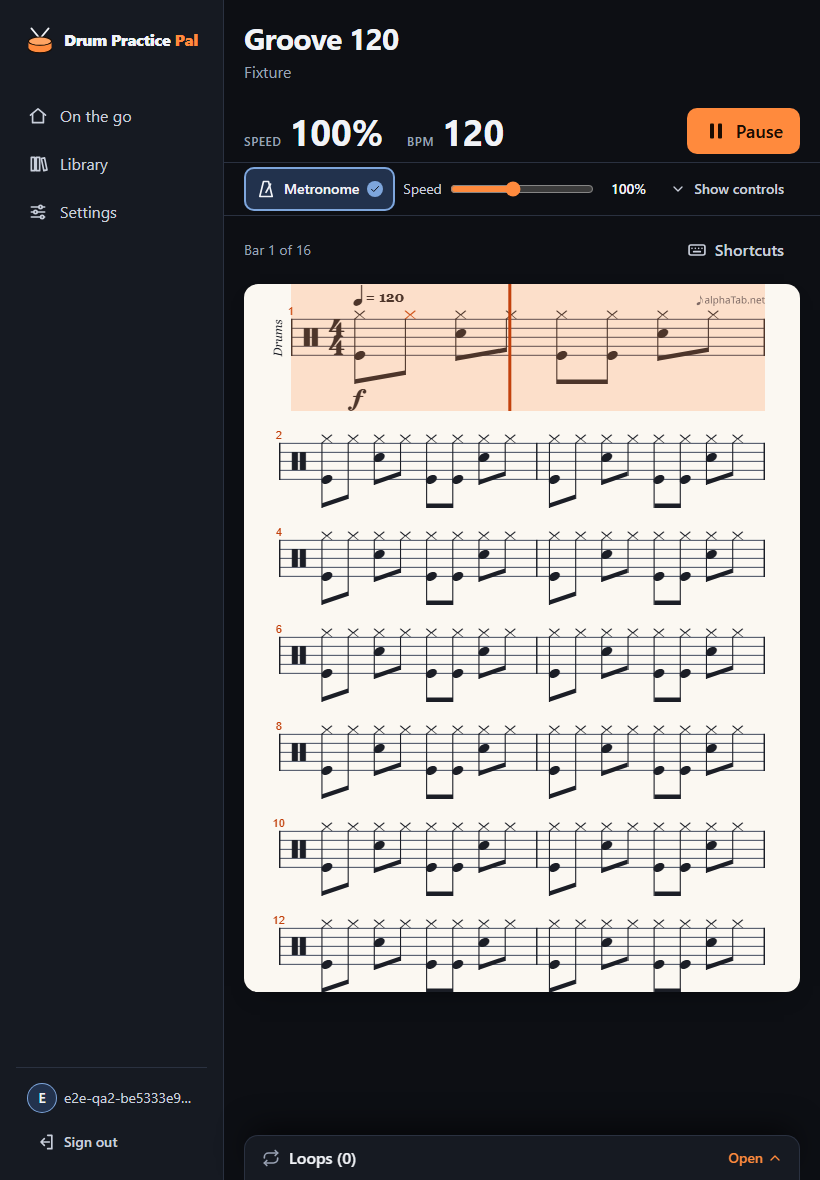 Drum Practice Pal
On the go
Library
Settings
e2e-qa2-be5333e9...
E
Sign out
Groove 120
Fixture
SPEED 100% BPM 120
Pause
Metronome Speed 100% Show controls
Bar 1 of 16
Shortcuts
= 120
alphaTab.net
1
Drums
4
4
f
2
4
6
8
10
12
Loops (0)
Open